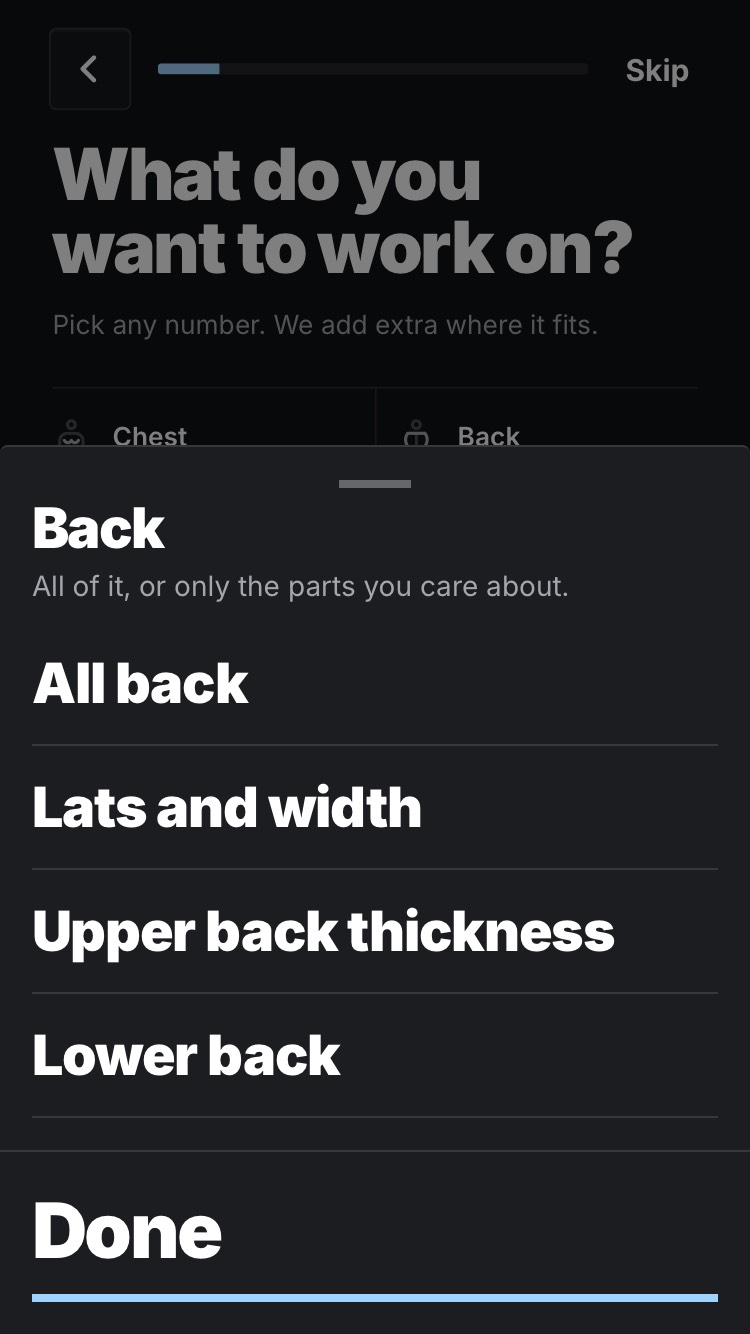 Skip
What do you
want to work on?
Pick any number. We add extra where it fits.
Chest
Back
Back
All of it, or only the parts you care about.
All back
Lats and width
Upper back thickness
Lower back
Done